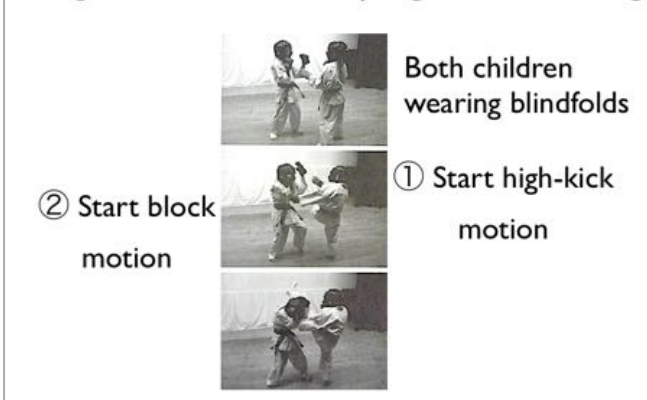 Both children
wearing blindfolds
① Start high-kick
motion
② Start block
motion